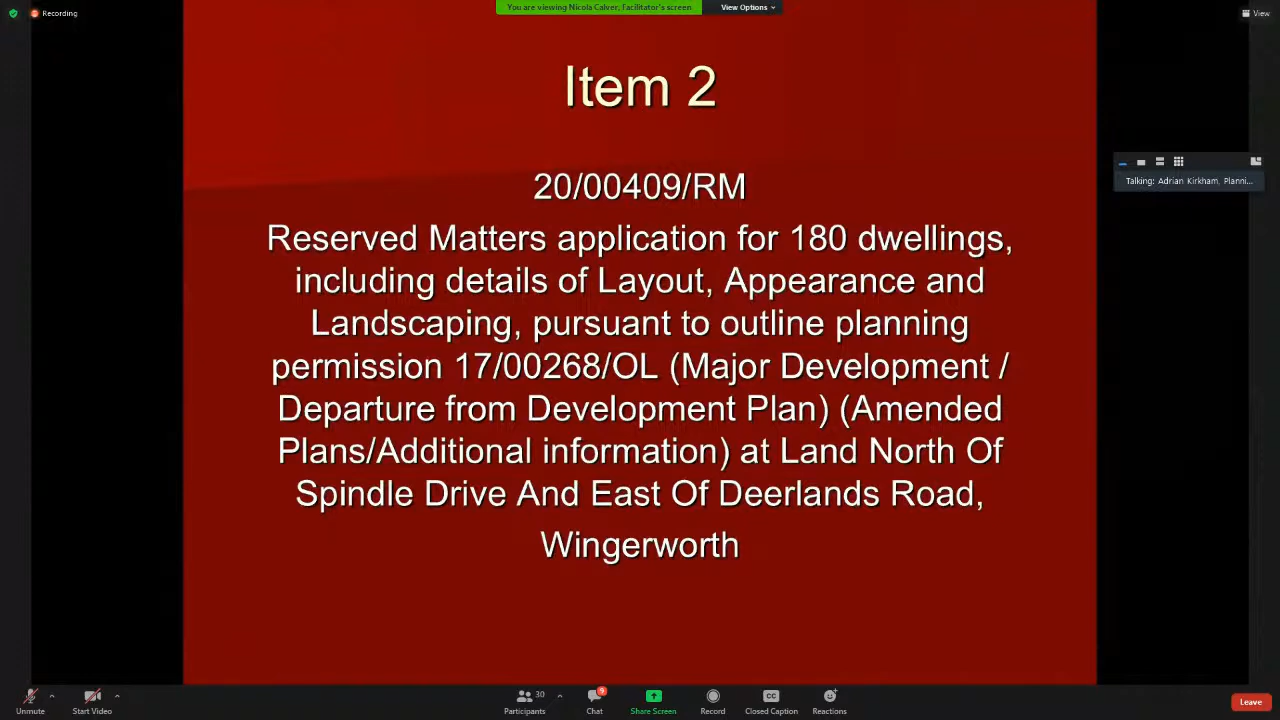 Recording
You are viewing Nicola Calver, Facilitator's screen
View Options
View
Item 2
20/00409/RM
Reserved Matters application for 180 dwellings,
including details of Layout, Appearance and
Landscaping, pursuant to outline planning
permission 17/00268/OL (Major Development /
Departure from Development Plan) (Amended
Plans/Additional information) at Land North Of
Spindle Drive And East Of Deerlands Road,
Wingerworth
Talking: Adrian Kirkham, Planni...
Unmute
Start Video
30
Participants
9
Chat
Share Screen
Record
CC
Closed Caption
Reactions
Leave